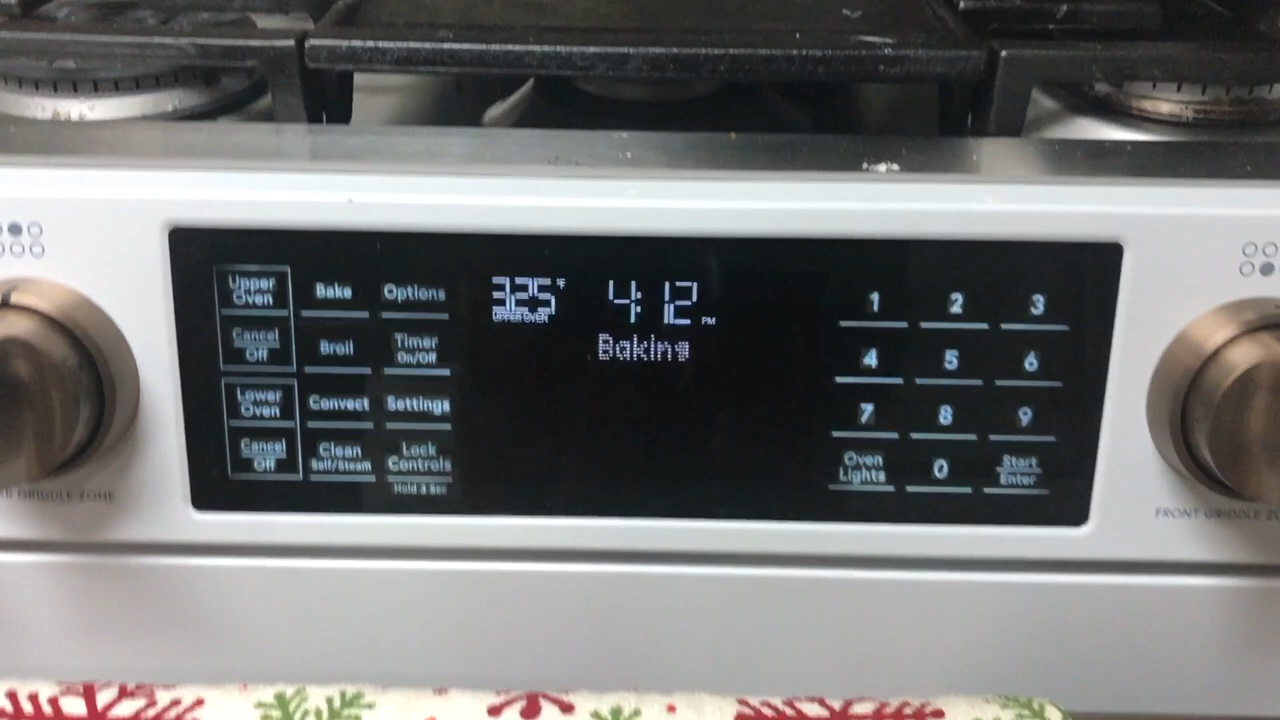 Upper
Oven
Cancel
Off
Lower
Oven
Cancel
Off
Bake
Broil
Convect
Clean
Self/Steam
Options
Timer
On/Off
Settings
Lock
Controls
Hold 3 Sec
325 °F
UPPER OVEN
4:12 PM
Baking
1 2 3
4 5 6
7 8 9
Oven
Lights
0
Start
Enter
GRIDDLE ZONE
FRONT GRIDDLE